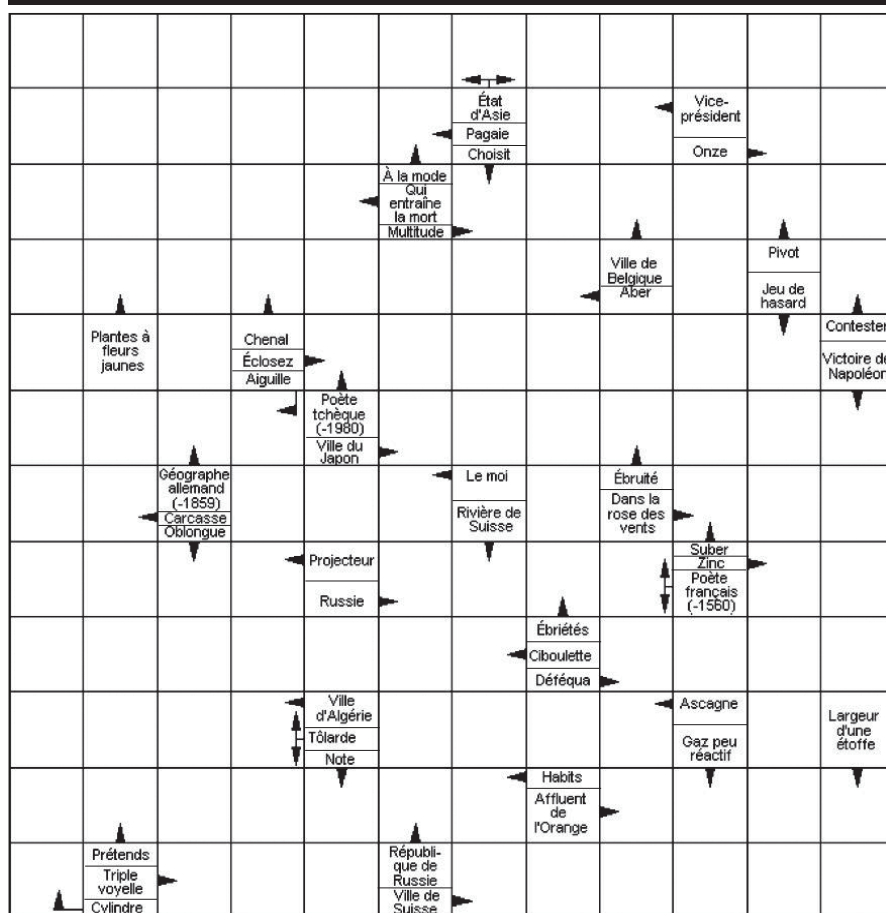 État
d'Asie
Pagaie
Choisit
Vice-
président
Onze
À la mode
Qui
entraîne
la mort
Multitude
Ville de
Belgique
Aber
Pivot
Jeu de
hasard
Plantes à
fleurs
jaunes
Chenal
Éclosez
Aiguille
Contester
Victoire de
Napoléon
Poète
tchèque
(-1980)
Ville du
Japon
Géographe
allemand
(-1859)
Carcasse
Oblongue
Le moi
Rivière de
Suisse
Ébruité
Dans la
rose des
vents
Projecteur
Russie
Suber
Zinc
Poète
français
(-1560)
Ébriétés
Ciboulette
Déféqua
Ville
d'Algérie
Tôlarde
Note
Ascagne
Gaz peu
réactif
Largeur
d'une
étoffe
Habits
Affluent
de
l'Orange
Prétends
Triple
voyelle
Cylindre
Républi-
que de
Russie
Ville de
Suisse